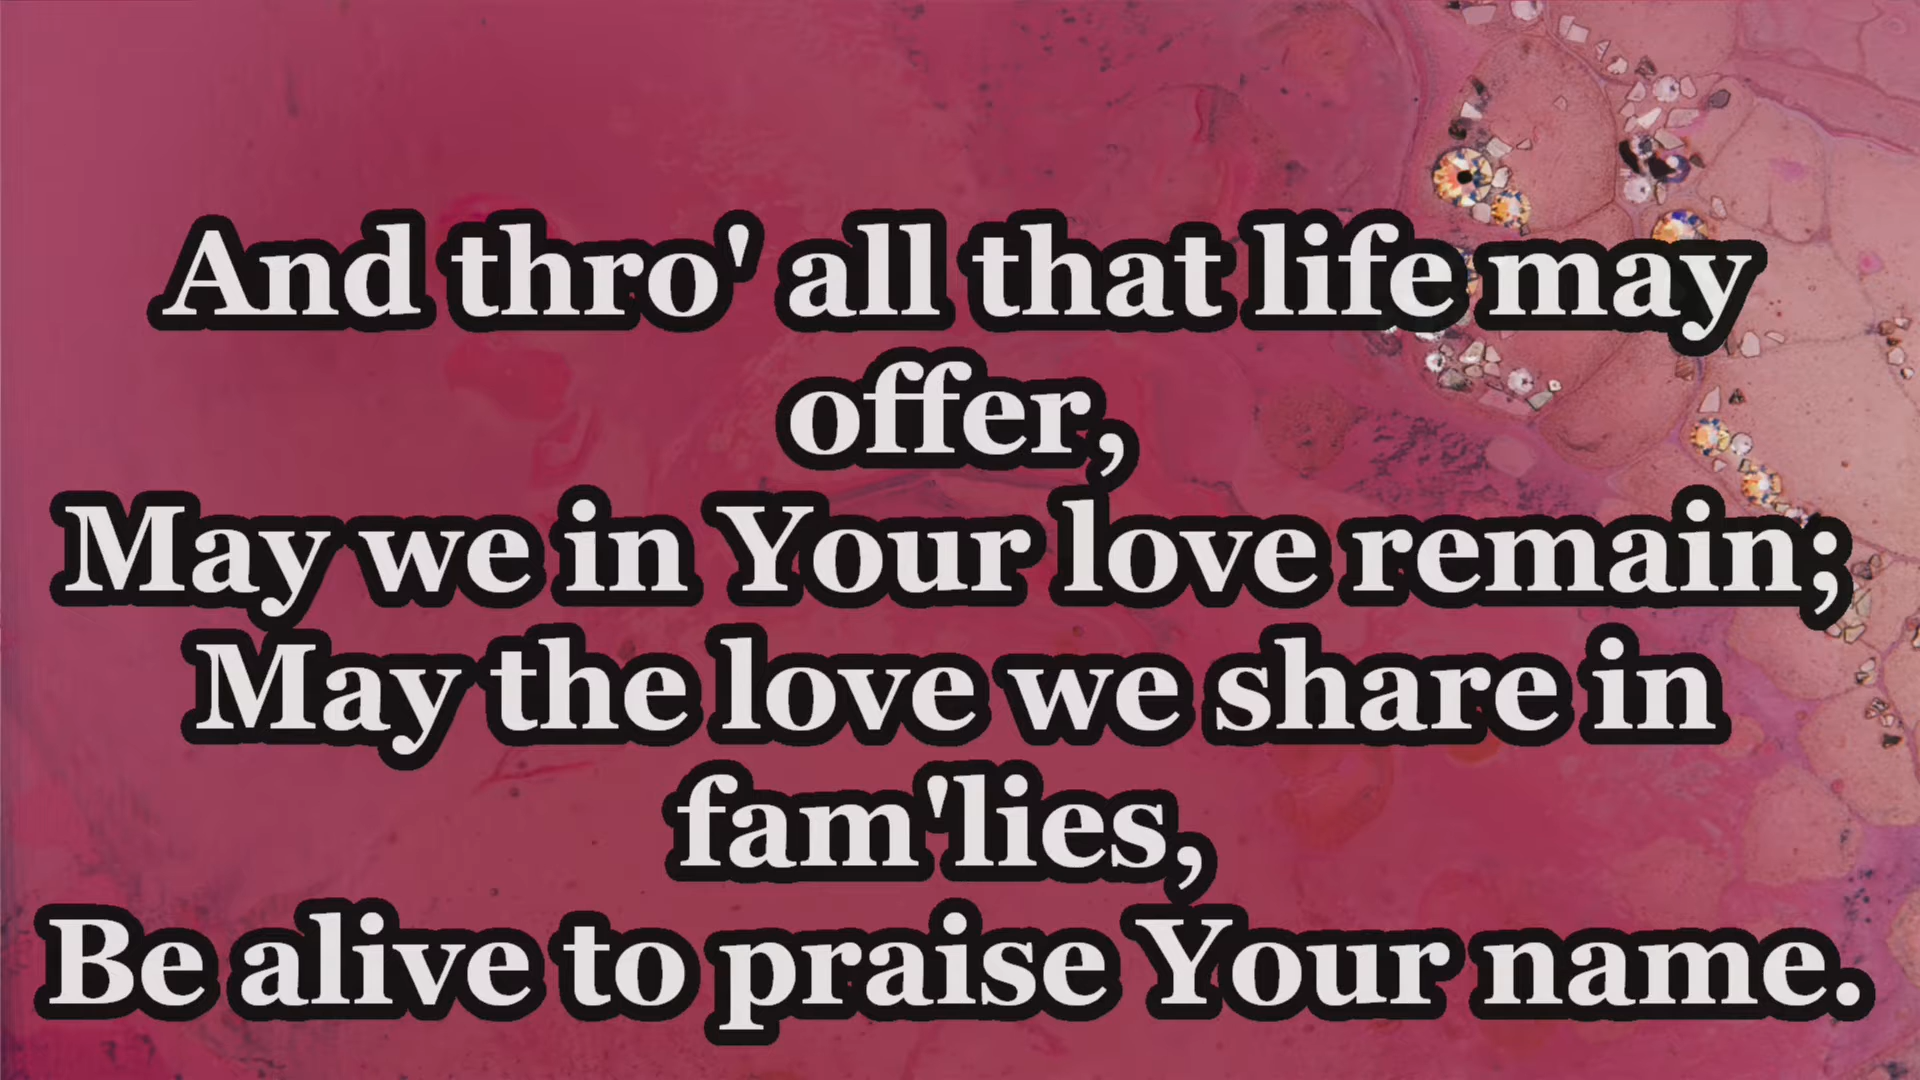 And thro' all that life may
offer,
May we in Your love remain;
May the love we share in
fam'lies,
Be alive to praise Your name.